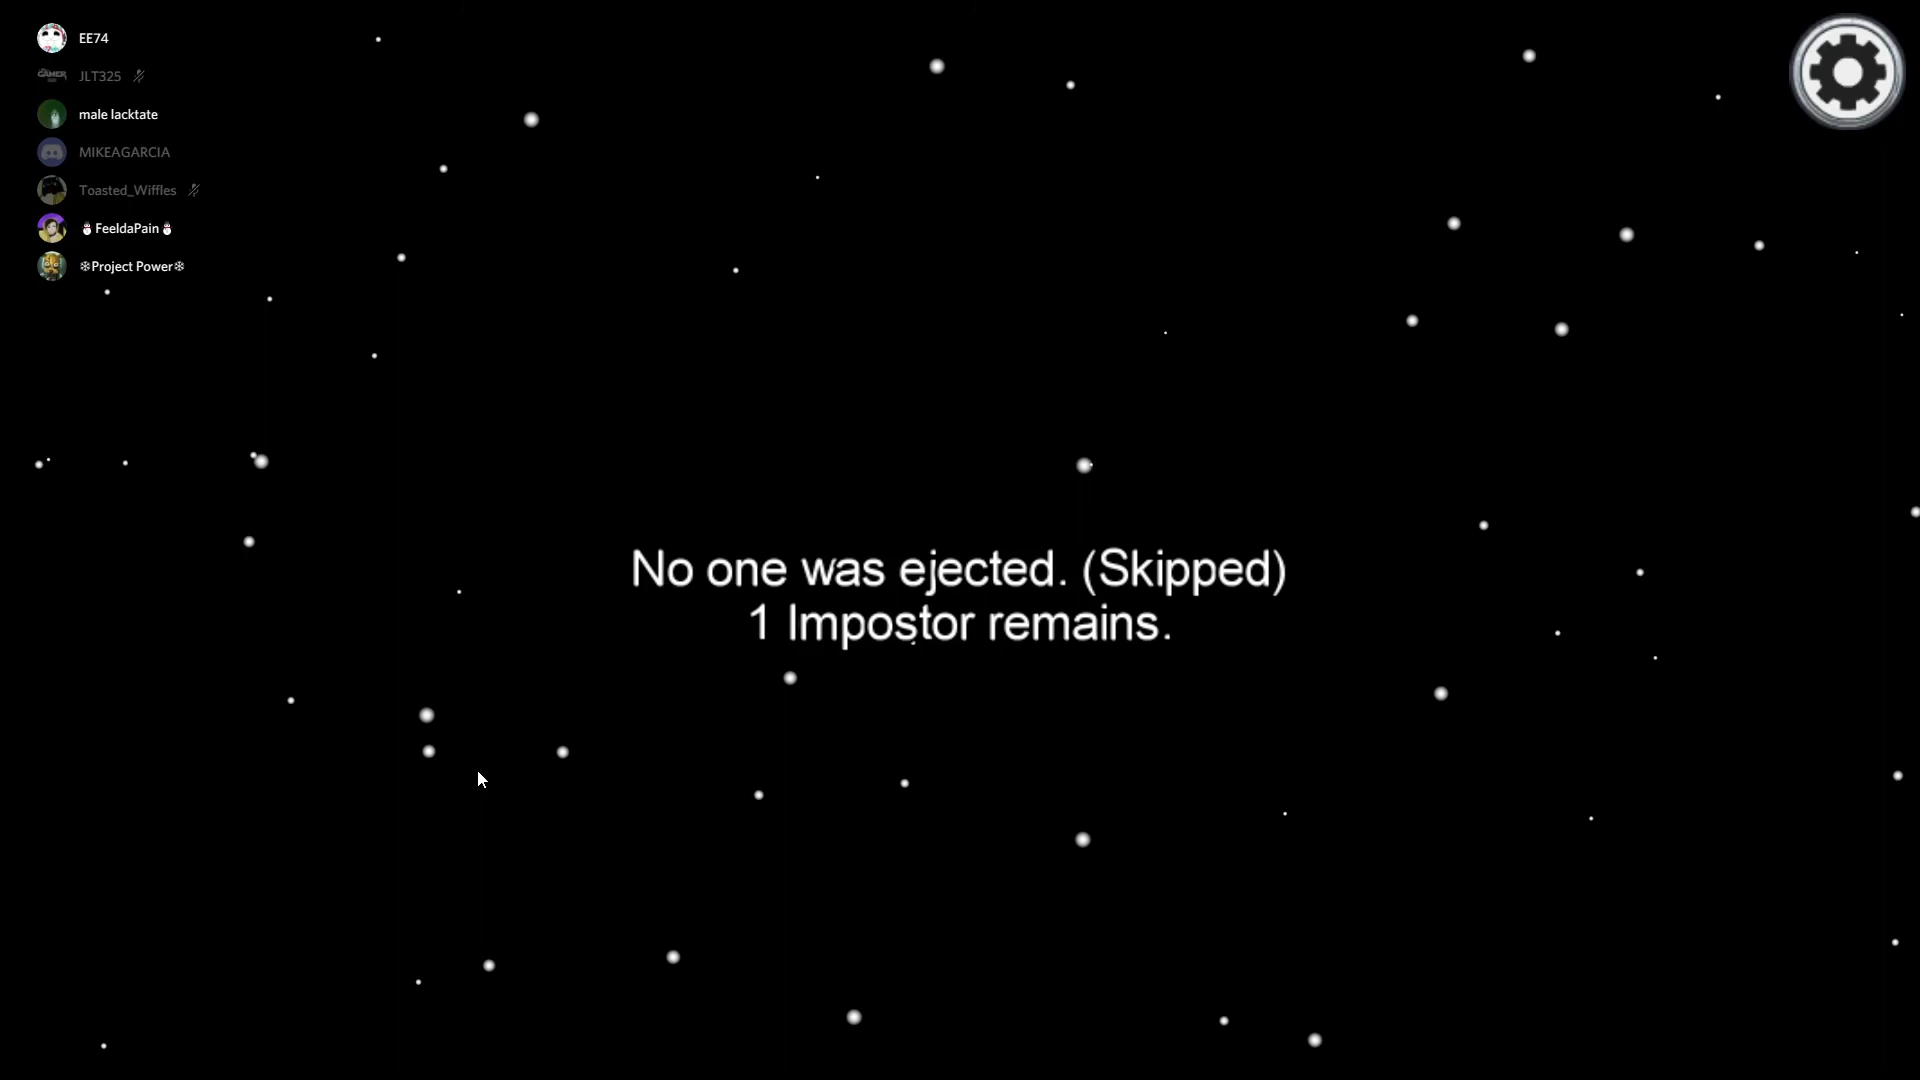 EE74
JLT325
male lacktate
MIKEAGARCIA
Toasted_Wiffles
⛄FeeldaPain⛄
❄Project Power❄
No one was ejected. (Skipped)
1 Impostor remains.